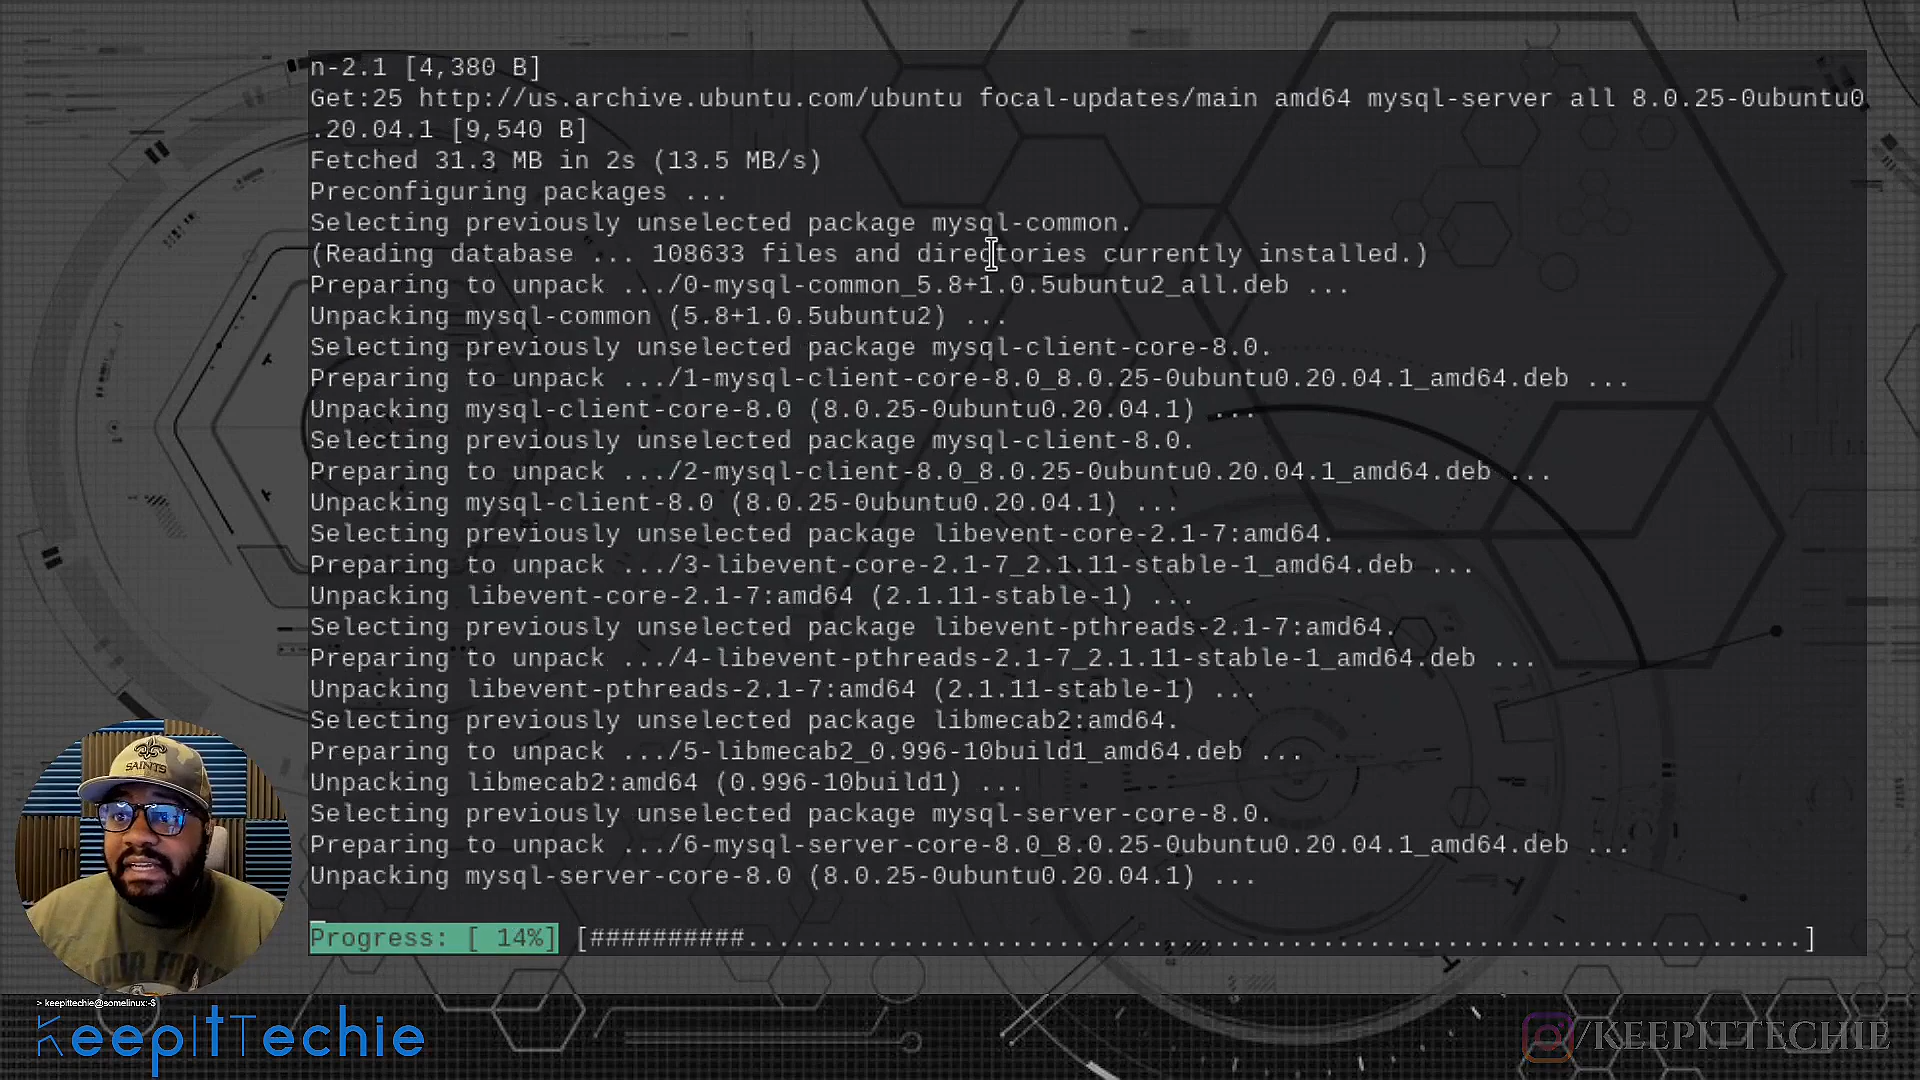 n-2.1 [4,380 B]
Get:25 http://us.archive.ubuntu.com/ubuntu focal-updates/main amd64 mysql-server all 8.0.25-0ubuntu0
.20.04.1 [9,540 B]
Fetched 31.3 MB in 2s (13.5 MB/s)
Preconfiguring packages ...
Selecting previously unselected package mysql-common.
(Reading database ... 108633 files and directories currently installed.)
Preparing to unpack .../0-mysql-common_5.8+1.0.5ubuntu2_all.deb ...
Unpacking mysql-common (5.8+1.0.5ubuntu2) ...
Selecting previously unselected package mysql-client-core-8.0.
Preparing to unpack .../1-mysql-client-core-8.0_8.0.25-0ubuntu0.20.04.1_amd64.deb ...
Unpacking mysql-client-core-8.0 (8.0.25-0ubuntu0.20.04.1) ...
Selecting previously unselected package mysql-client-8.0.
Preparing to unpack .../2-mysql-client-8.0_8.0.25-0ubuntu0.20.04.1_amd64.deb ...
Unpacking mysql-client-8.0 (8.0.25-0ubuntu0.20.04.1) ...
Selecting previously unselected package libevent-core-2.1-7:amd64.
Preparing to unpack .../3-libevent-core-2.1-7_2.1.11-stable-1_amd64.deb ...
Unpacking libevent-core-2.1-7:amd64 (2.1.11-stable-1) ...
Selecting previously unselected package libevent-pthreads-2.1-7:amd64.
Preparing to unpack .../4-libevent-pthreads-2.1-7_2.1.11-stable-1_amd64.deb ...
Unpacking libevent-pthreads-2.1-7:amd64 (2.1.11-stable-1) ...
Selecting previously unselected package libmecab2:amd64.
Preparing to unpack .../5-libmecab2_0.996-10build1_amd64.deb ...
Unpacking libmecab2:amd64 (0.996-10build1) ...
Selecting previously unselected package mysql-server-core-8.0.
Preparing to unpack .../6-mysql-server-core-8.0_8.0.25-0ubuntu0.20.04.1_amd64.deb ...
Unpacking mysql-server-core-8.0 (8.0.25-0ubuntu0.20.04.1) ...
Progress: [ 14%] [##########....................................................................]
SAINTS
> keepittechie@somelinux:-$
KeepItTechie
/KEEPITTECHIE